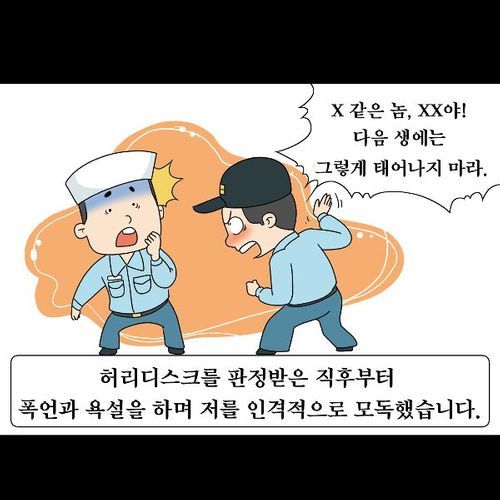 X 같은 놈, XX야!
다음 생에는
그렇게 태어나지 마라.
허리디스크를 판정받은 직후부터
폭언과 욕설을 하며 저를 인격적으로 모독했습니다.